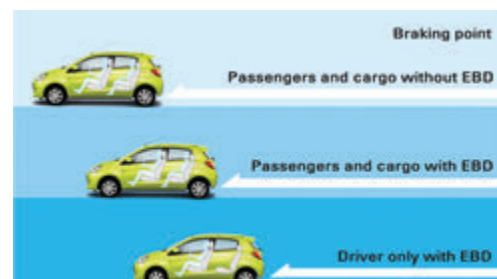 Braking point
Passengers and cargo without EBD
Passengers and cargo with EBD
Driver only with EBD